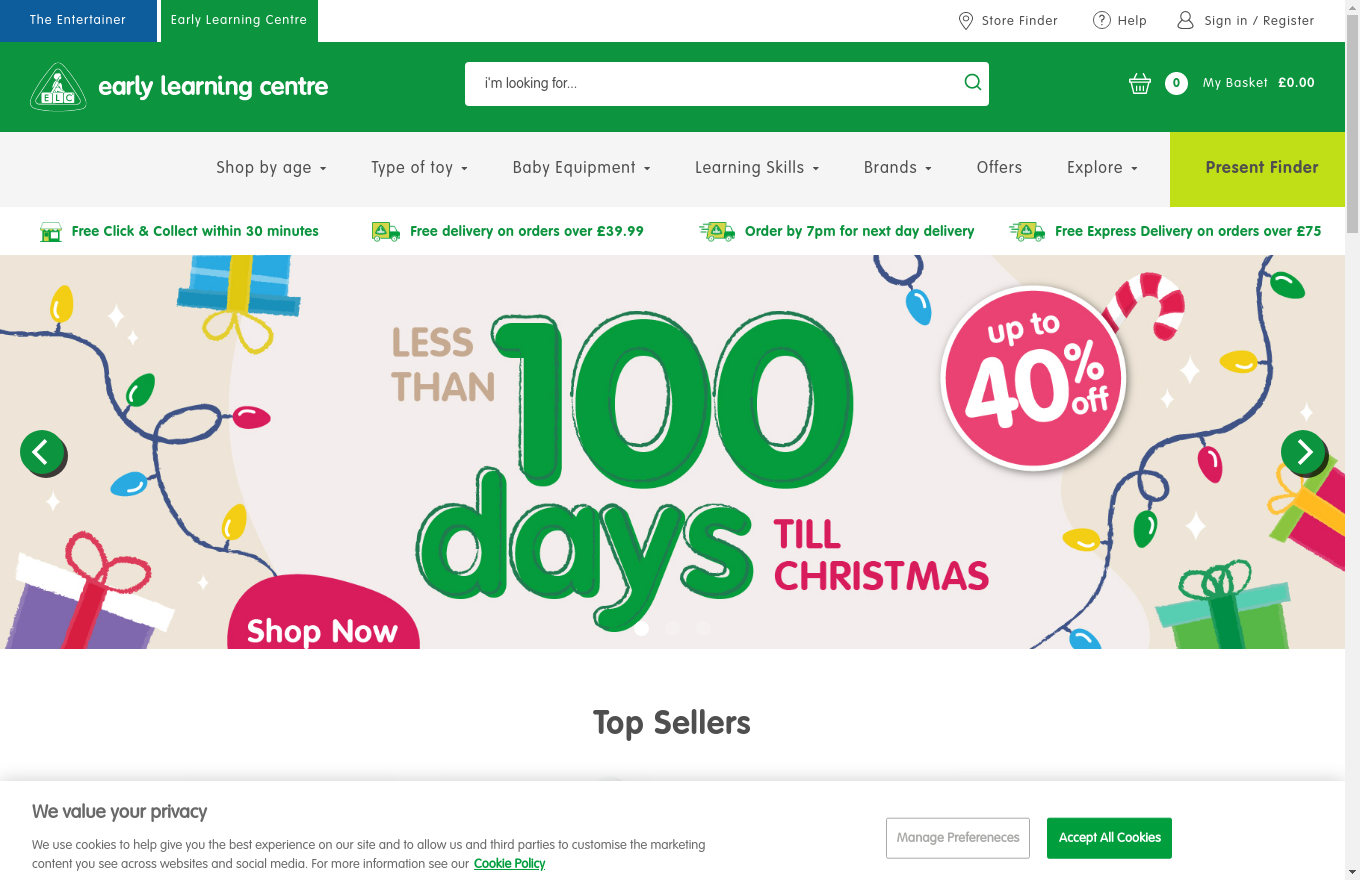 The Entertainer
Early Learning Centre
Store Finder
Help
Sign in / Register
ELC
early learning centre
i'm looking for...
0
My Basket £0.00
Shop by age
Type of toy
Baby Equipment
Learning Skills
Brands
Offers
Explore
Present Finder
Free Click & Collect within 30 minutes
Free delivery on orders over £39.99
Order by 7pm for next day delivery
Free Express Delivery on orders over £75
LESS
THAN
100
days
TILL
CHRISTMAS
up to
40%
off
Shop Now
Top Sellers
We value your privacy
We use cookies to help give you the best experience on our site and to allow us and third parties to customise the marketing
content you see across websites and social media. For more information see our Cookie Policy
Manage Prefereneces
Accept All Cookies